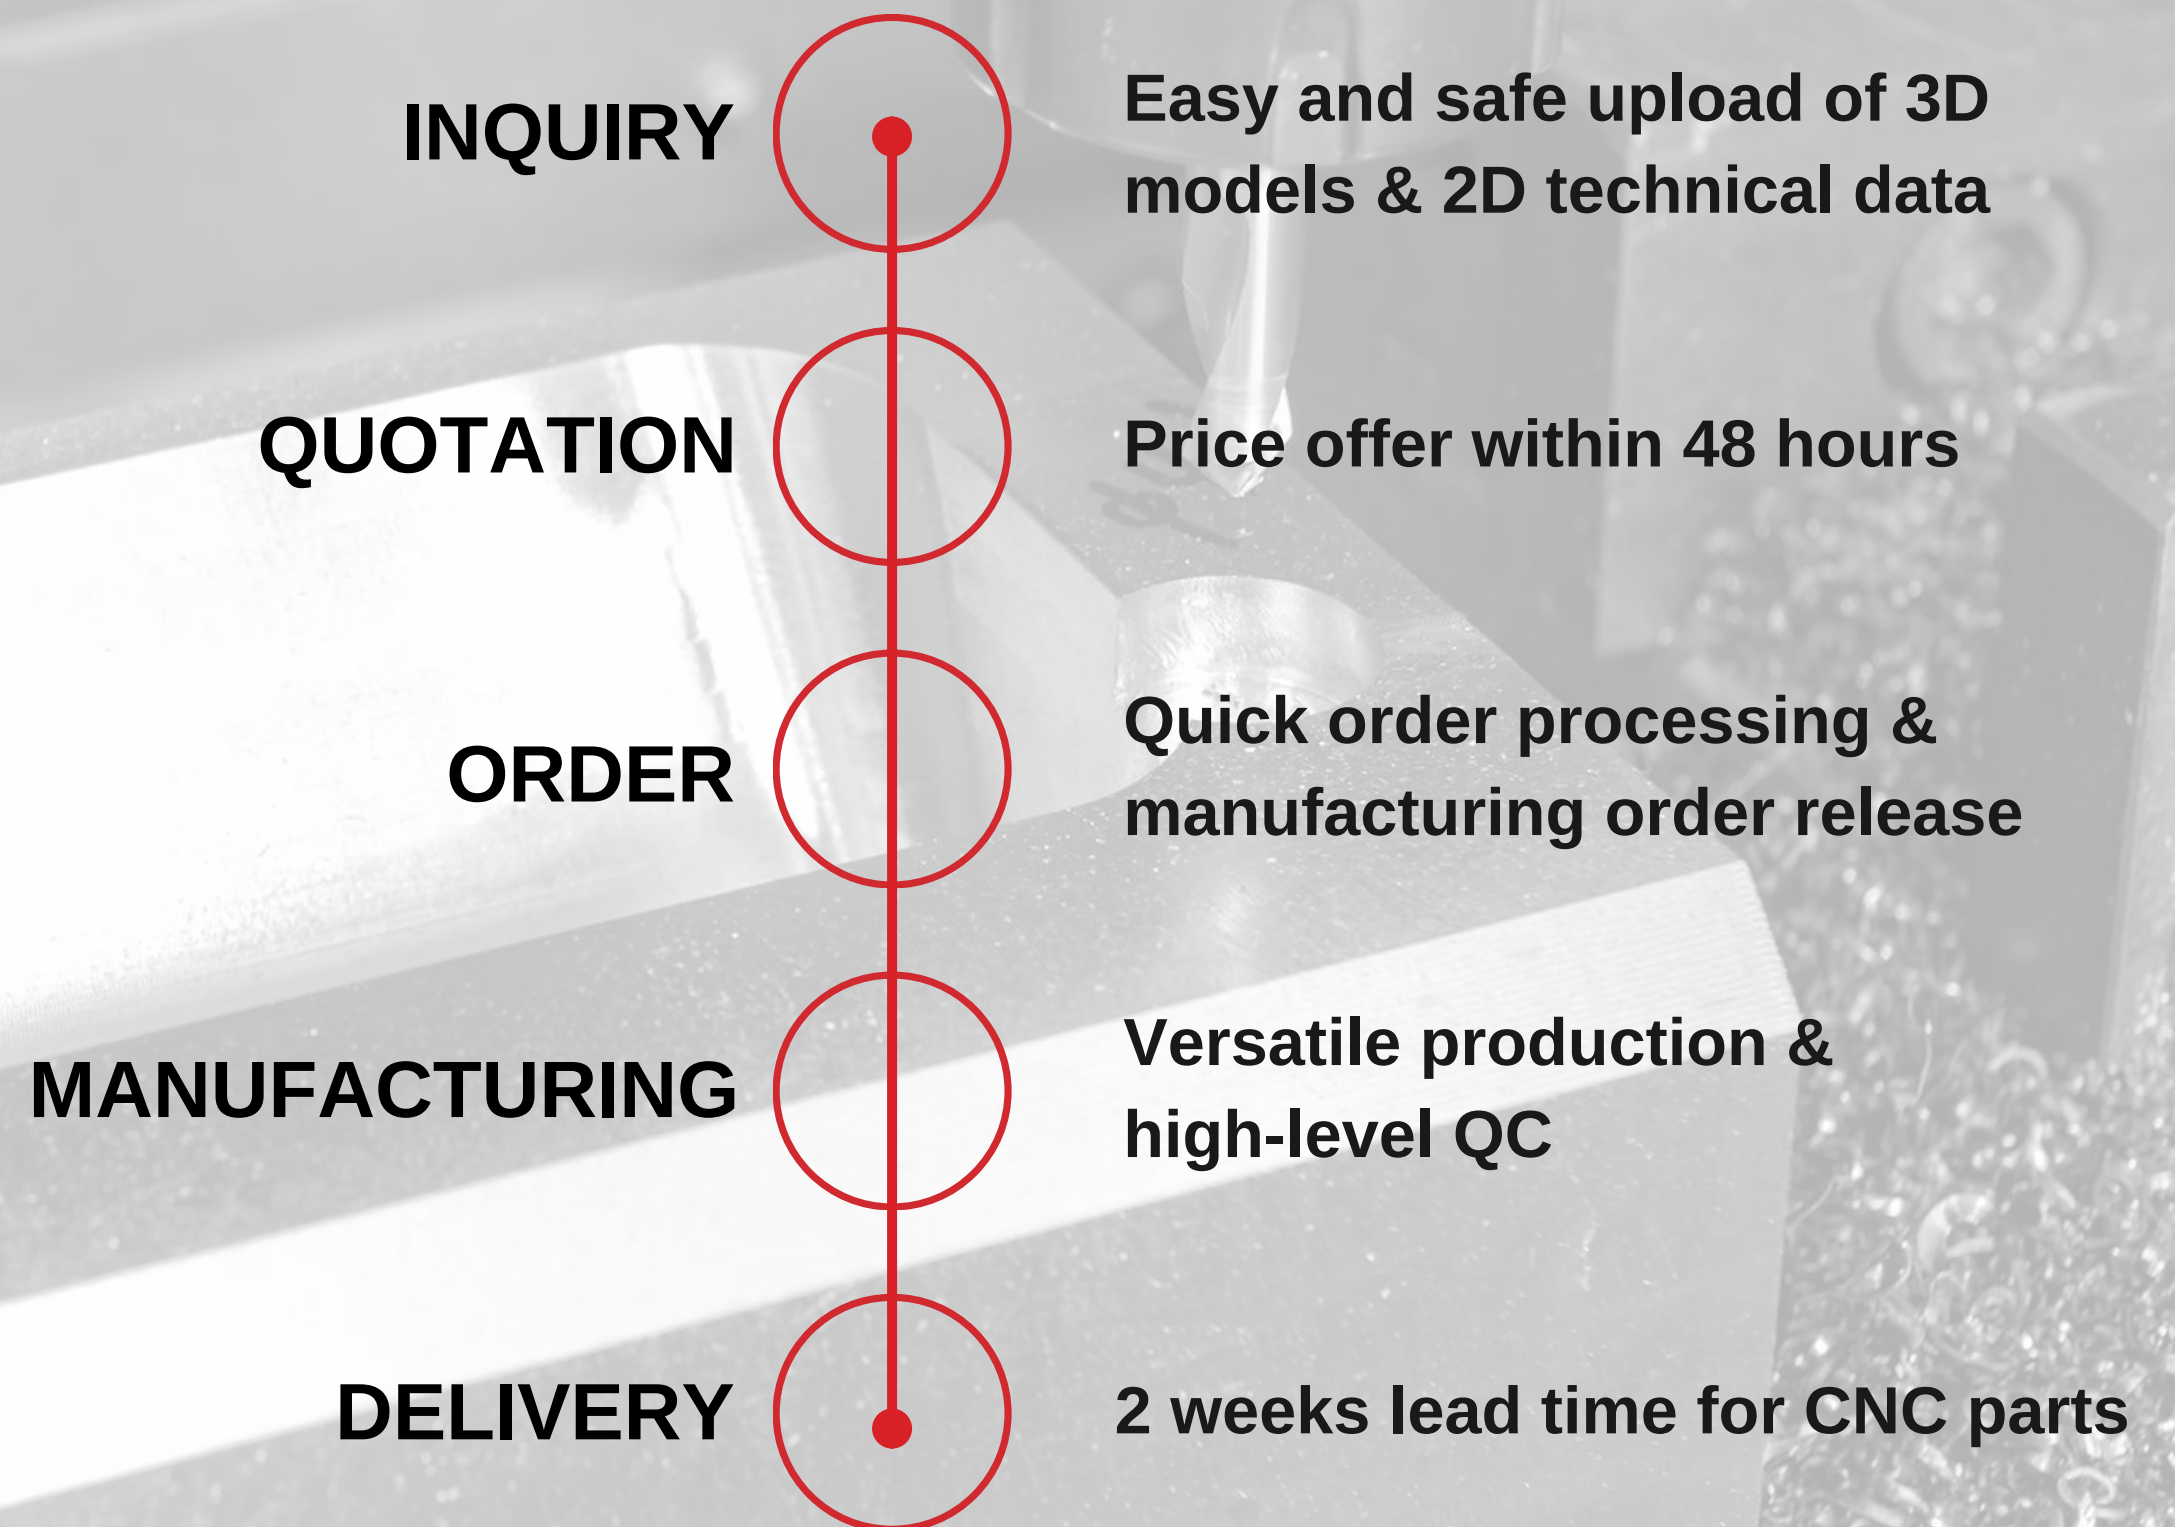 INQUIRY
Easy and safe upload of 3D
models & 2D technical data
QUOTATION
Price offer within 48 hours
ORDER
Quick order processing &
manufacturing order release
MANUFACTURING
Versatile production &
high-level QC
DELIVERY
2 weeks lead time for CNC parts